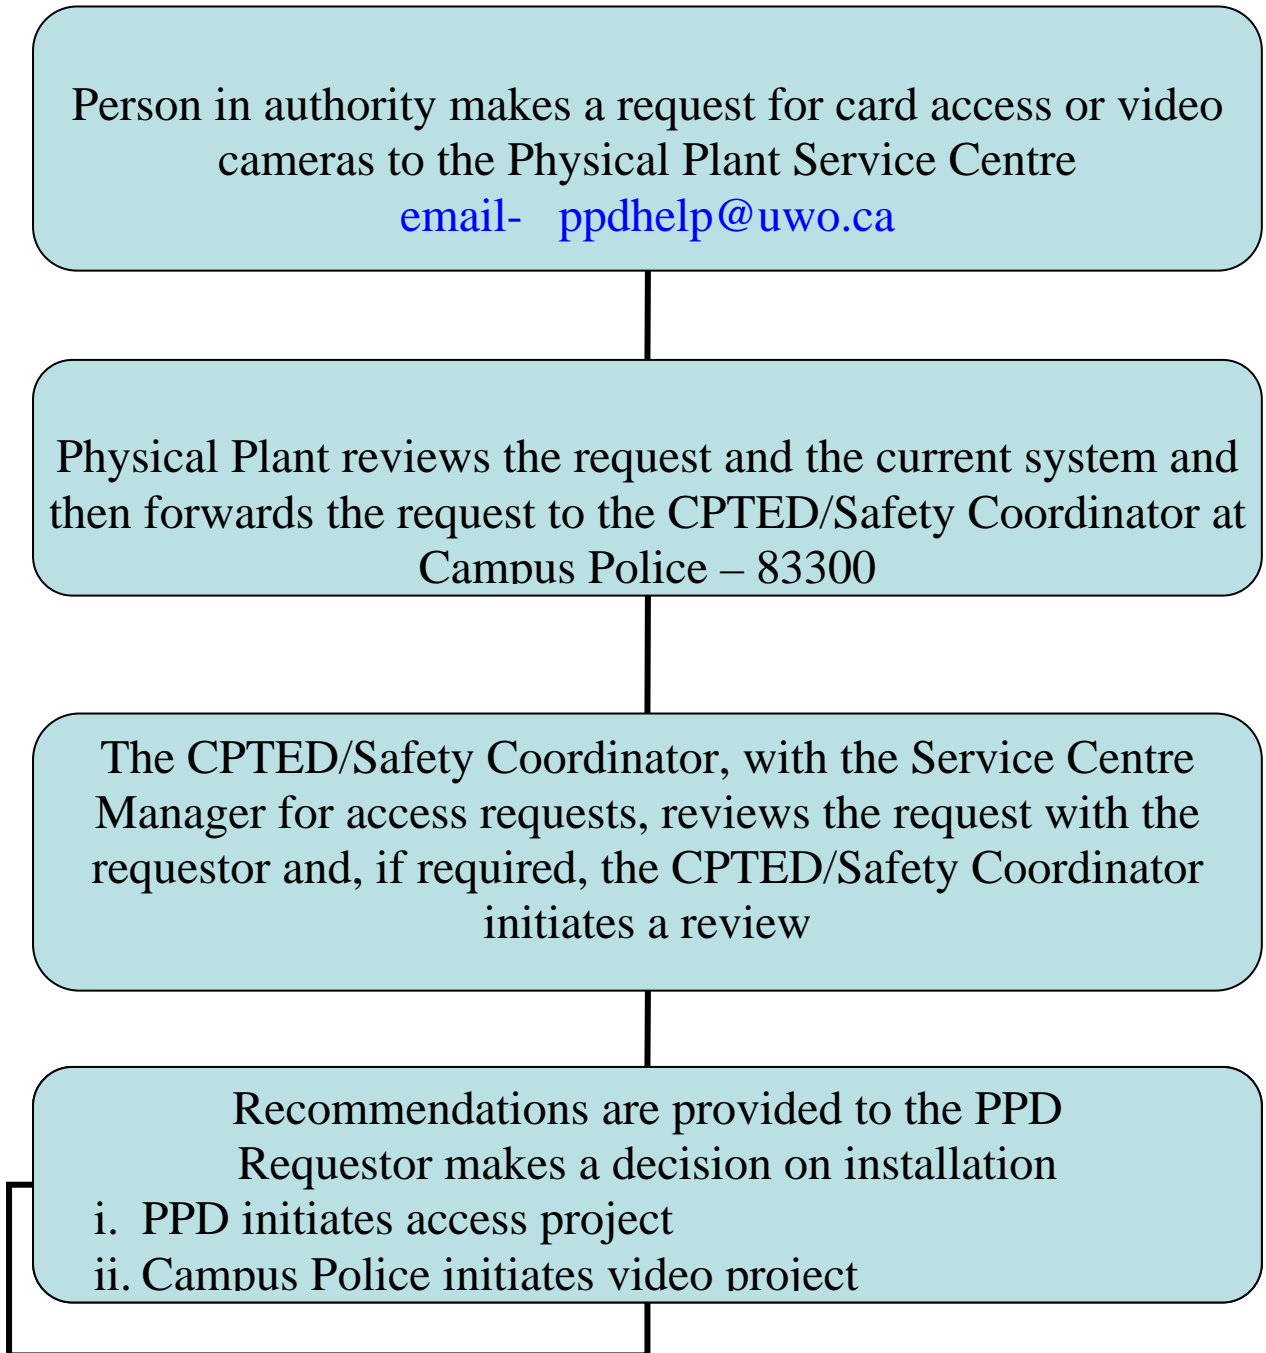 Person in authority makes a request for card access or video
cameras to the Physical Plant Service Centre
email-   ppdhelp@uwo.ca
Physical Plant reviews the request and the current system and
then forwards the request to the CPTED/Safety Coordinator at
Campus Police – 83300
The CPTED/Safety Coordinator, with the Service Centre
Manager for access requests, reviews the request with the
requestor and, if required, the CPTED/Safety Coordinator
initiates a review
Recommendations are provided to the PPD
Requestor makes a decision on installation
i. PPD initiates access project
ii. Campus Police initiates video project